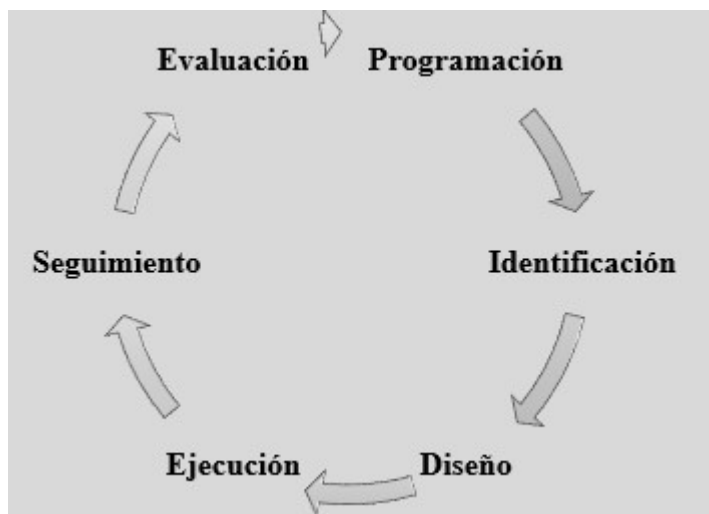 Evaluación
Programación
Identificación
Diseño
Ejecución
Seguimiento